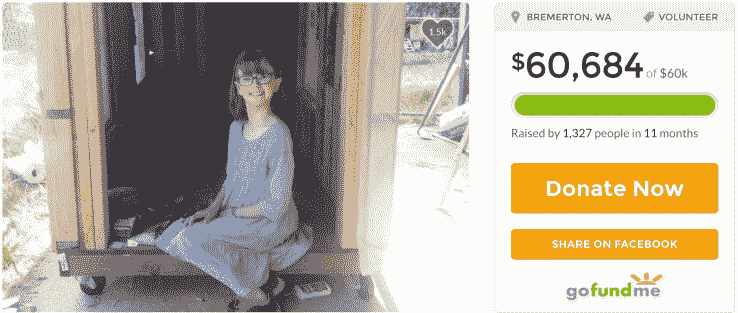 1.5k
BREMERTON, WA
VOLUNTEER
$60,684 of $60k
Raised by 1,327 people in 11 months
Donate Now
SHARE ON FACEBOOK
gofundme